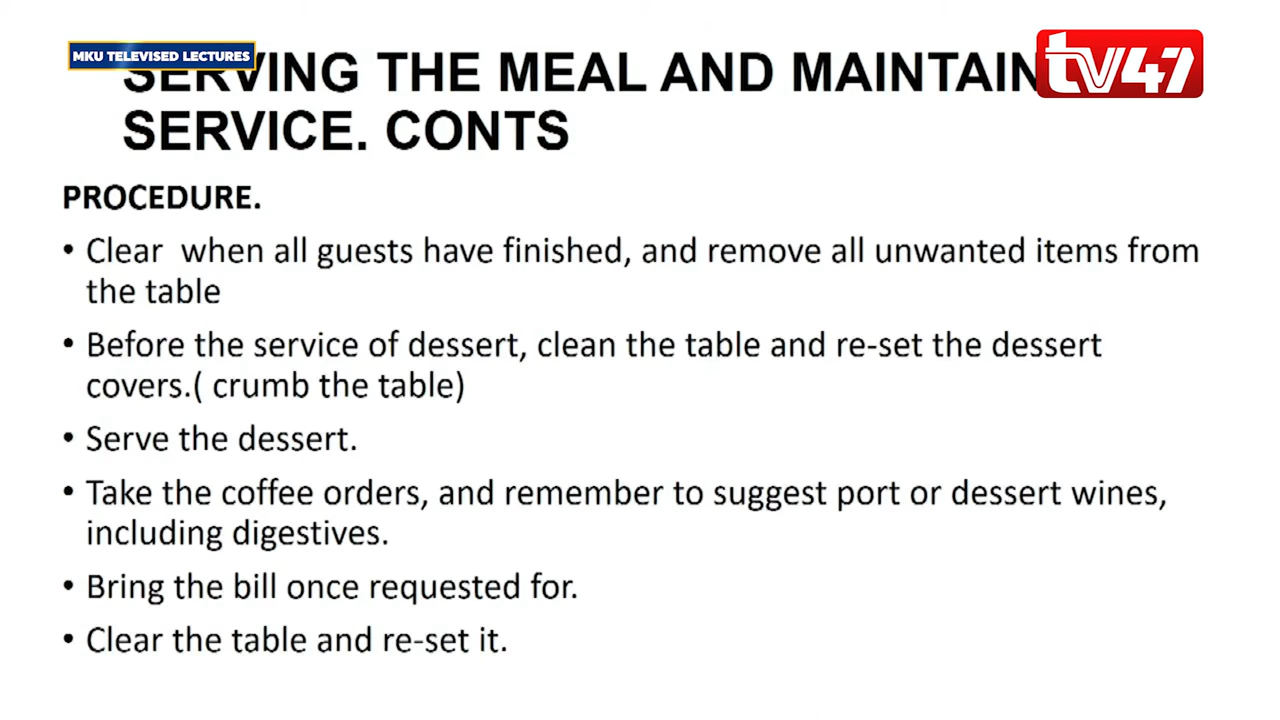 MKU TELEVISED LECTURES
tv47
SERVING THE MEAL AND MAINTAIN
SERVICE. CONTS
PROCEDURE.
• Clear when all guests have finished, and remove all unwanted items from
the table
• Before the service of dessert, clean the table and re-set the dessert
covers.( crumb the table)
• Serve the dessert.
• Take the coffee orders, and remember to suggest port or dessert wines,
including digestives.
• Bring the bill once requested for.
• Clear the table and re-set it.